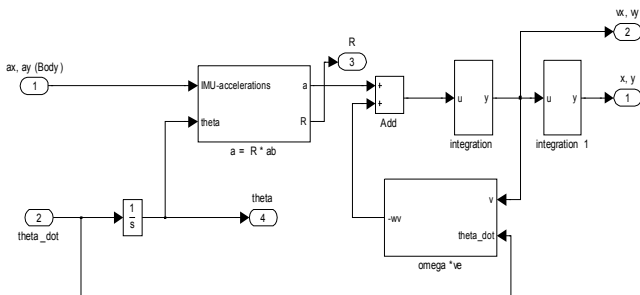 vx, vy
2
R
3
ax, ay (Body)
1
IMU-accelerations
a
theta
R
a = R * ab
+
+
Add
u
y
integration
u
y
integration 1
x, y
1
2
theta_dot
1
s
theta
4
v
-wv
theta_dot
omega *ve